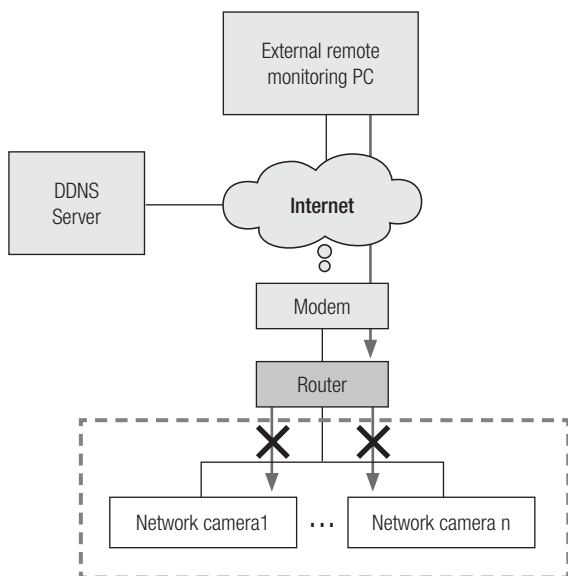 External remote
monitoring PC
DDNS
Server
Internet
Modem
Router
Network camera1
...
Network camera n